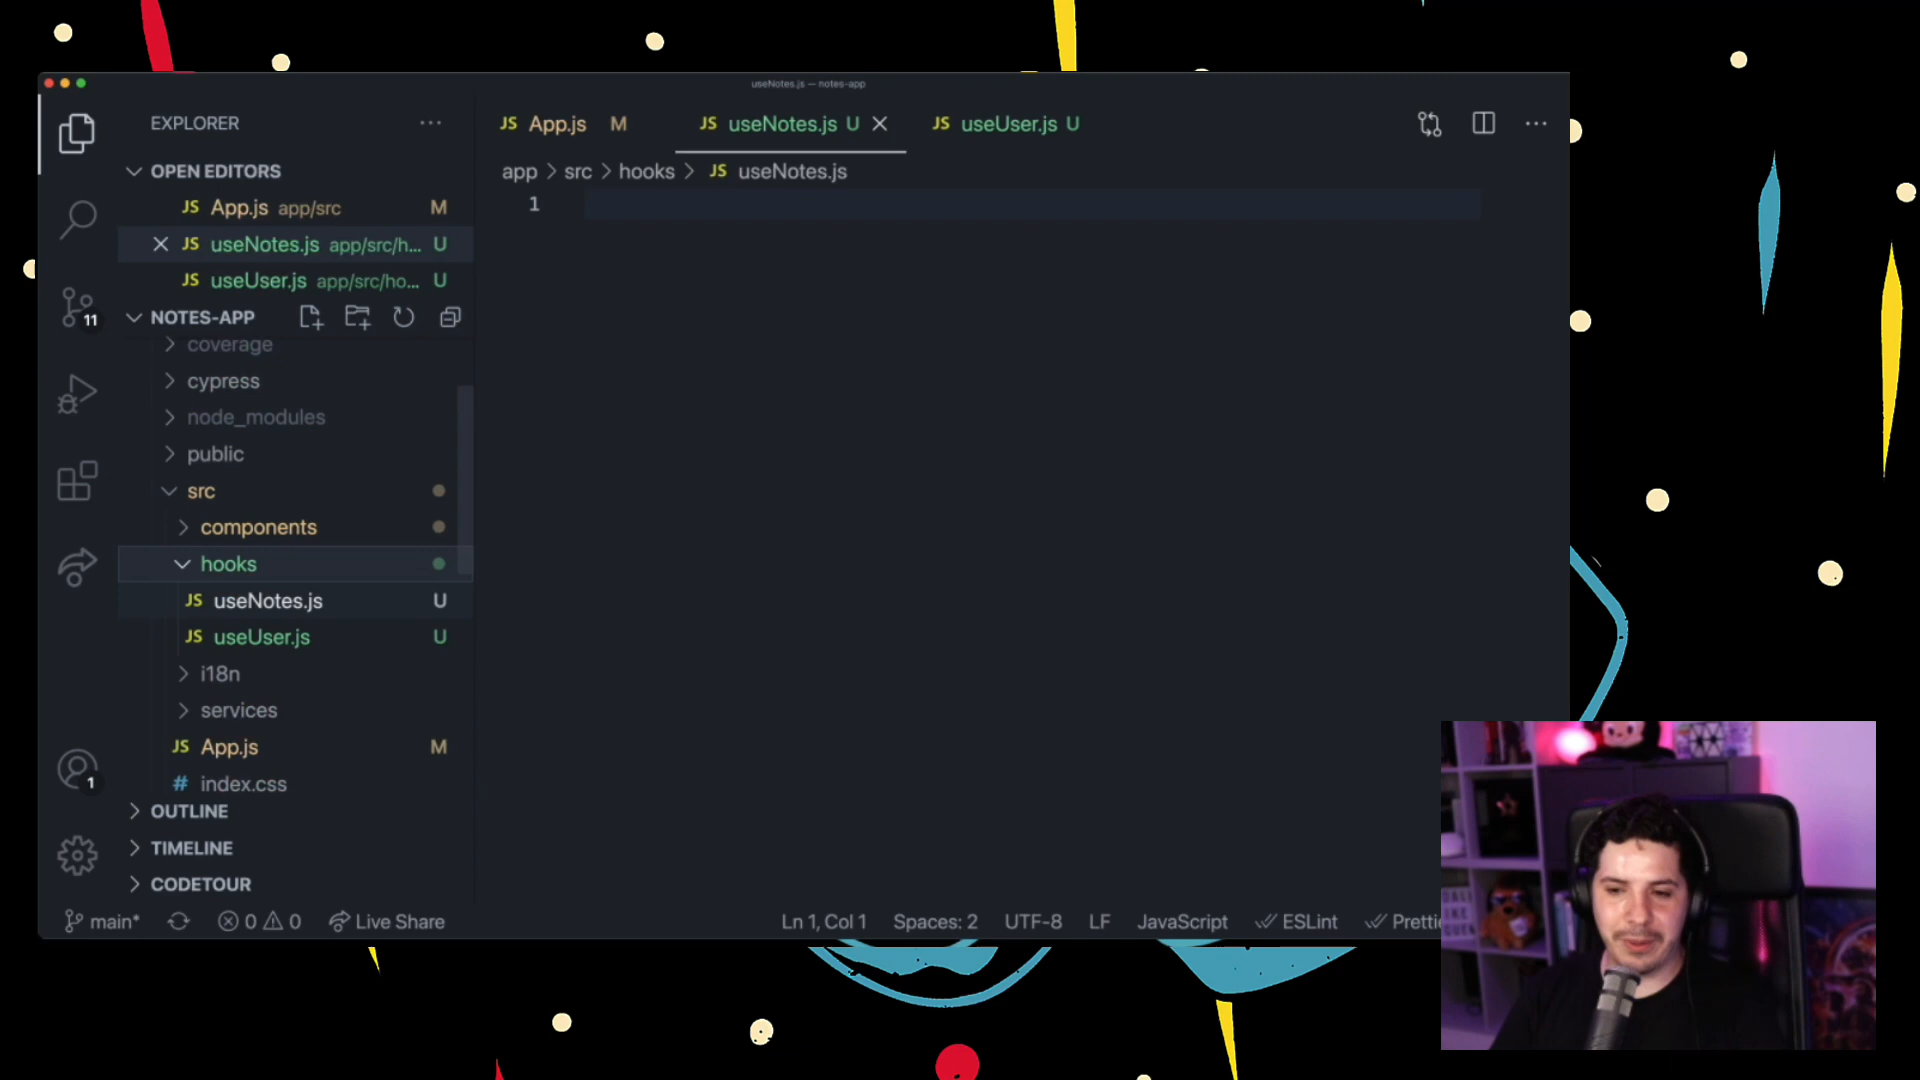 useNotes.js — notes-app
EXPLORER
JS App.js M
JS useNotes.js U
JS useUser.js U
OPEN EDITORS
app > src > hooks > JS useNotes.js
JS App.js app/src M
1
JS useNotes.js app/src/h... U
JS useUser.js app/src/ho... U
NOTES-APP
11
coverage
cypress
node_modules
public
src
components
hooks
JS useNotes.js U
JS useUser.js U
i18n
services
JS App.js M
1
# index.css
OUTLINE
TIMELINE
CODETOUR
main*
0 0
Live Share
Ln 1, Col 1
Spaces: 2
UTF-8
LF
JavaScript
ESLint
Prettie